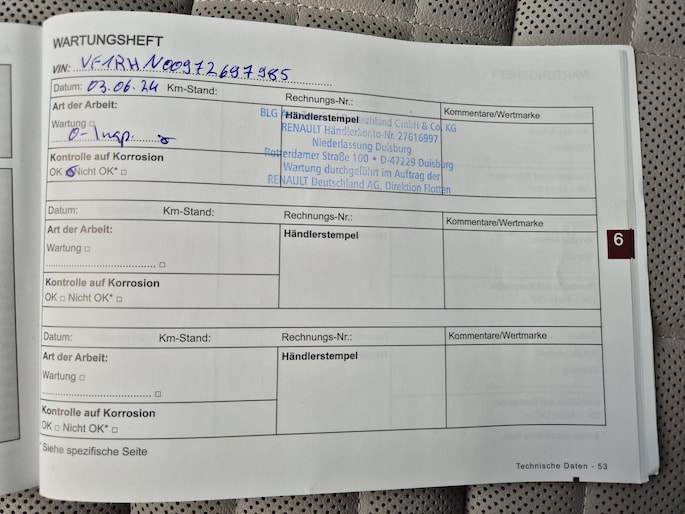 WARTUNGSHEFT
VIN: VF1RHN00972697985
Datum: 03.06.24 Km-Stand: Rechnungs-Nr.: Kommentare/Wertmarke
Art der Arbeit: Händlerstempel
Wartung □
0-Insp.
Kontrolle auf Korrosion
OK □ Nicht OK* □
BLG GmbH & Co. KG
RENAULT Händlerkonto-Nr. 27616997
Niederlassung Duisburg
Rotterdamer Straße 100 • D-47229 Duisburg
Wartung durchgeführt im Auftrag der
RENAULT Deutschland AG, Direktion Flotten
Datum: Km-Stand: Rechnungs-Nr.: Kommentare/Wertmarke
Art der Arbeit: Händlerstempel
Wartung □
.......................................... □
Kontrolle auf Korrosion
OK □ Nicht OK* □
6
Datum: Km-Stand: Rechnungs-Nr.: Kommentare/Wertmarke
Art der Arbeit: Händlerstempel
Wartung □
.......................................... □
Kontrolle auf Korrosion
OK □ Nicht OK* □
* Siehe spezifische Seite
Technische Daten - 53